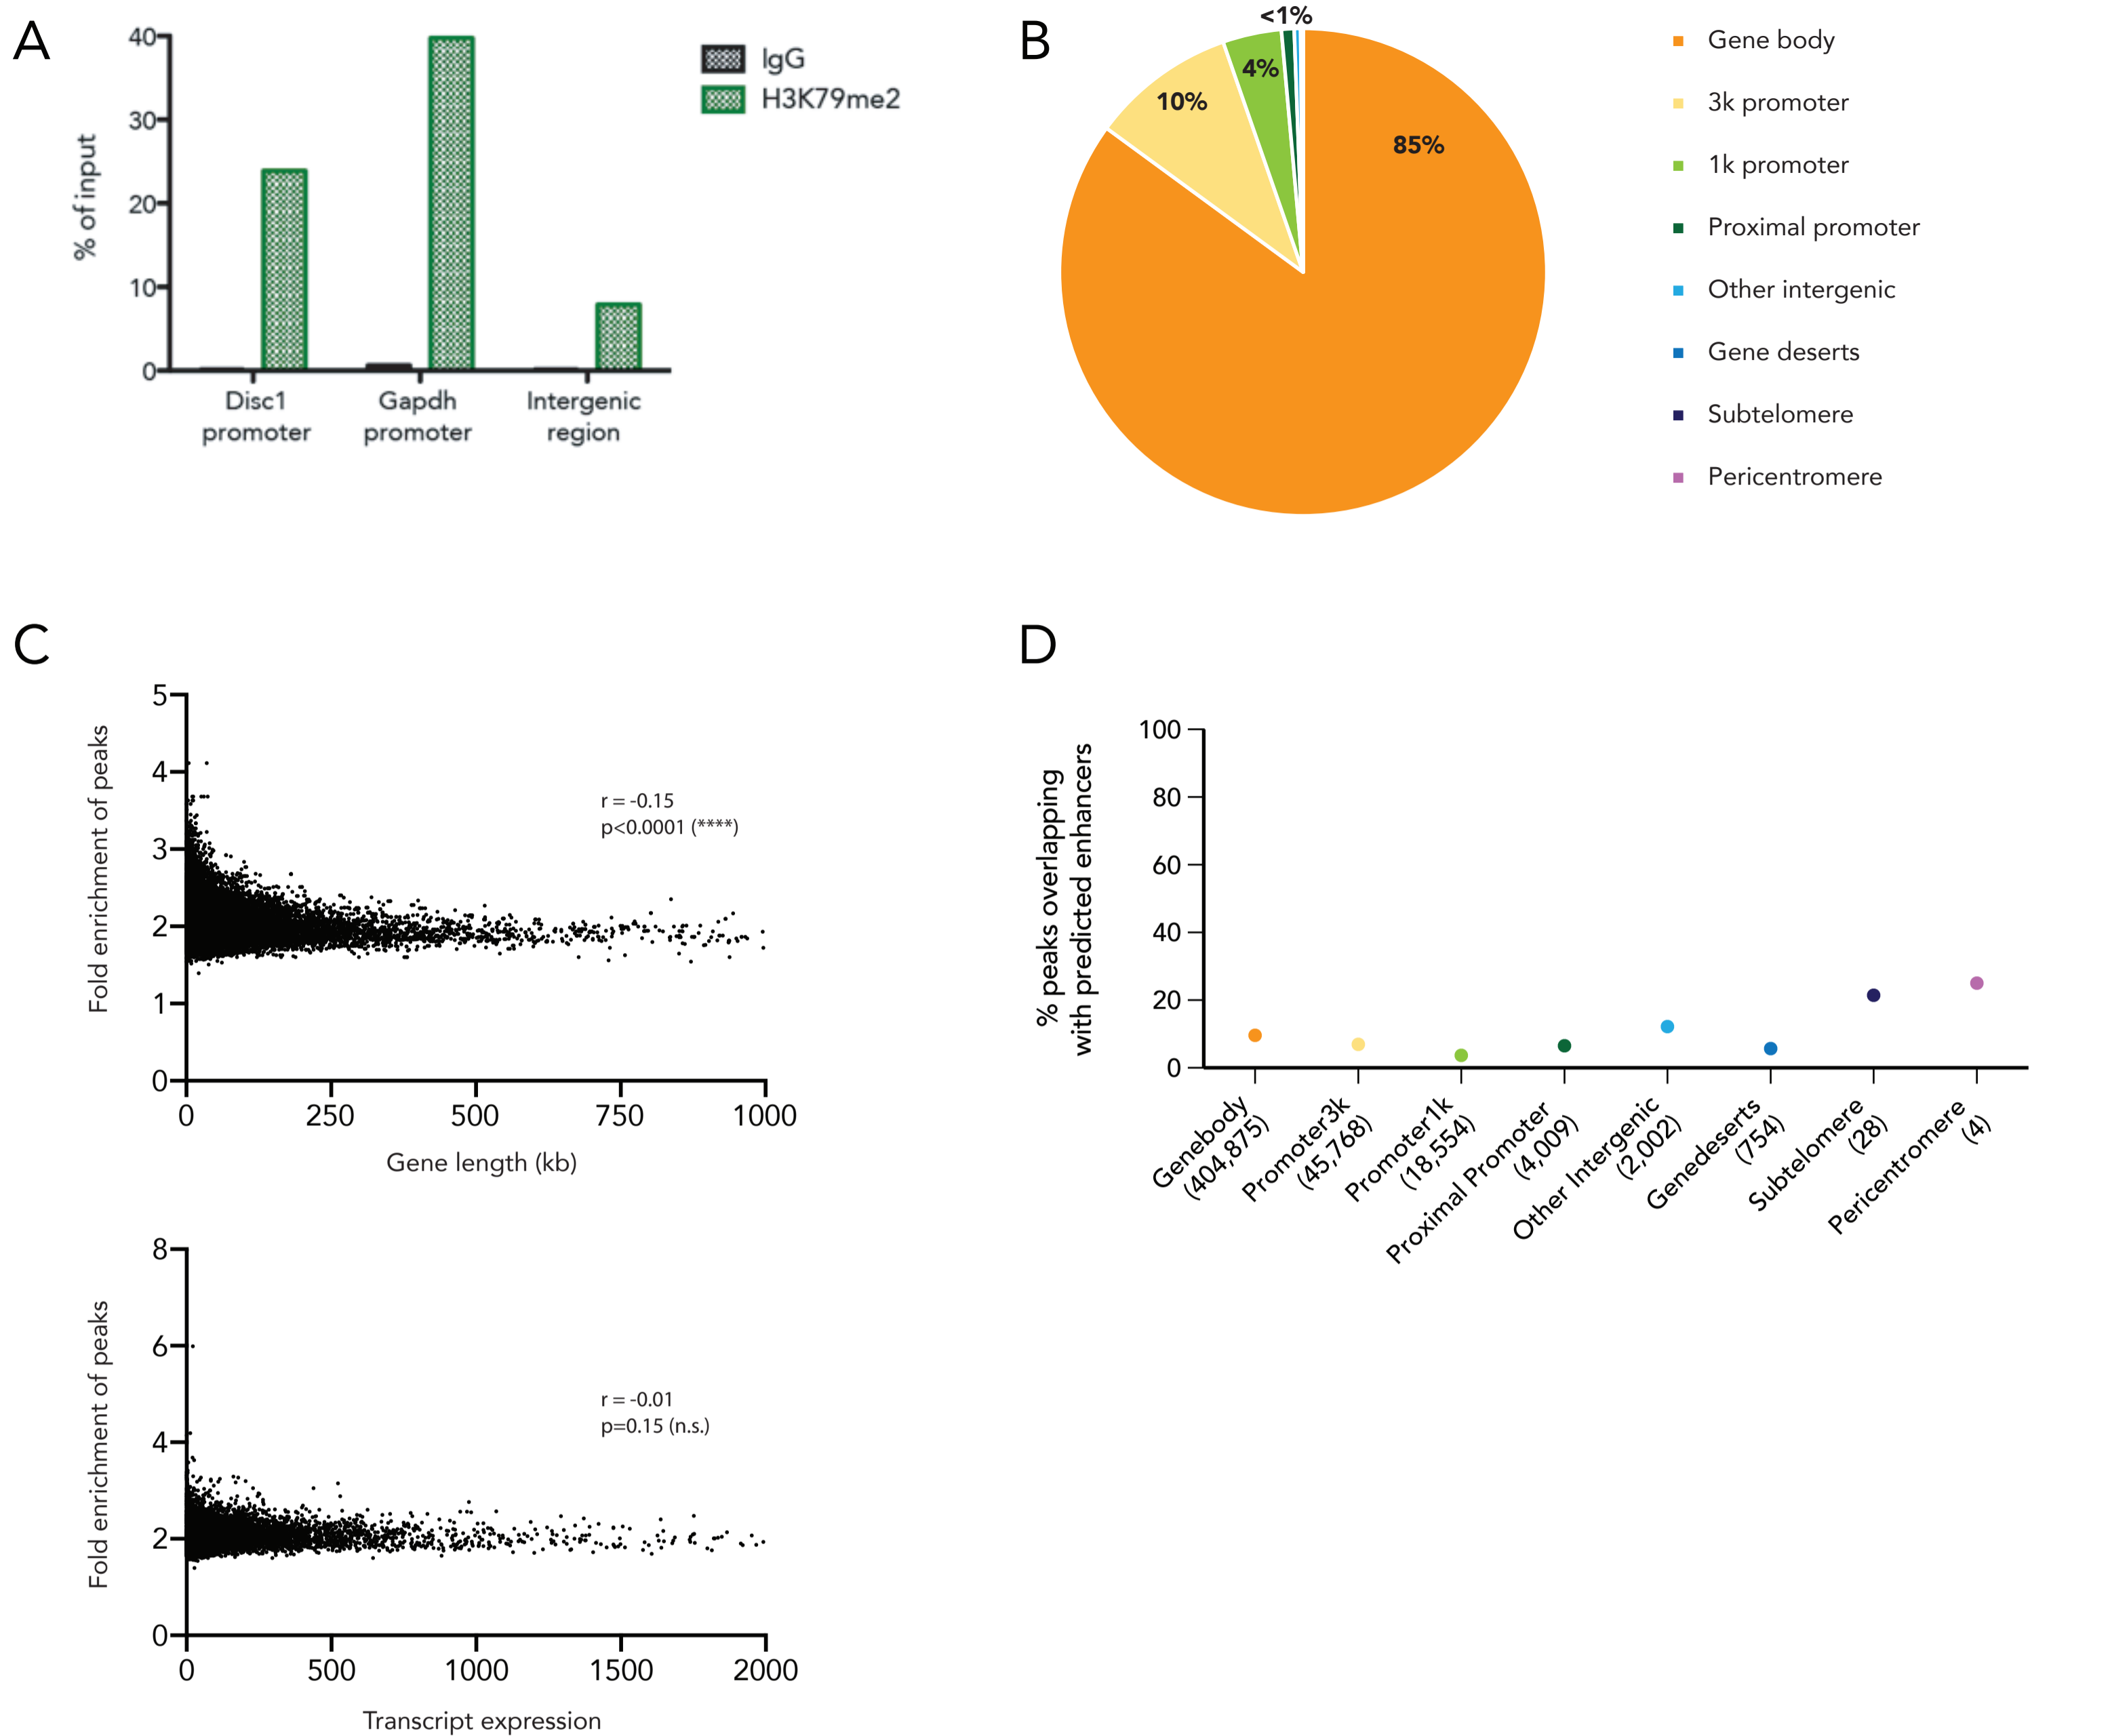 A
40
30
20
10
0
% of input
Disc1
promoter
Gapdh
promoter
Intergenic
region
IgG
H3K79me2
B
<1%
4%
10%
85%
Gene body
3k promoter
1k promoter
Proximal promoter
Other intergenic
Gene deserts
Subtelomere
Pericentromere
C
5
4
3
2
1
0
Fold enrichment of peaks
r = -0.15
p<0.0001 (****)
0
250
500
750
1000
Gene length (kb)
8
6
4
2
0
Fold enrichment of peaks
r = -0.01
p=0.15 (n.s.)
0
500
1000
1500
2000
Transcript expression
D
100
80
60
40
20
0
% peaks overlapping
with predicted enhancers
Genebody
(404,875)
Promoter3k
(45,768)
Promoter1k
(18,554)
Proximal Promoter
(4,009)
Other Intergenic
(2,002)
Genedeserts
(754)
Subtelomere
(28)
Pericentromere
(4)